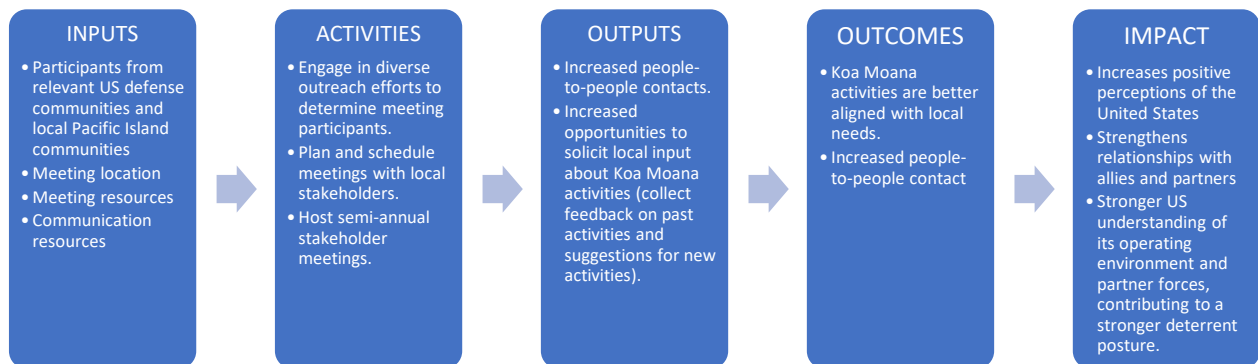 INPUTS
• Participants from
relevant US defense
communities and
local Pacific Island
communities
• Meeting location
• Meeting resources
• Communication
resources
ACTIVITIES
• Engage in diverse
outreach efforts to
determine meeting
participants.
• Plan and schedule
meetings with local
stakeholders.
• Host semi-annual
stakeholder
meetings.
OUTPUTS
• Increased people-
to-people contacts.
• Increased
opportunities to
solicit local input
about Koa Moana
activities (collect
feedback on past
activities and
suggestions for new
activities).
OUTCOMES
• Koa Moana
activities are better
aligned with local
needs.
• Increased people-
to-people contact
IMPACT
• Increases positive
perceptions of the
United States
• Strengthens
relationships with
allies and partners
• Stronger US
understanding of
its operating
environment and
partner forces,
contributing to a
stronger deterrent
posture.